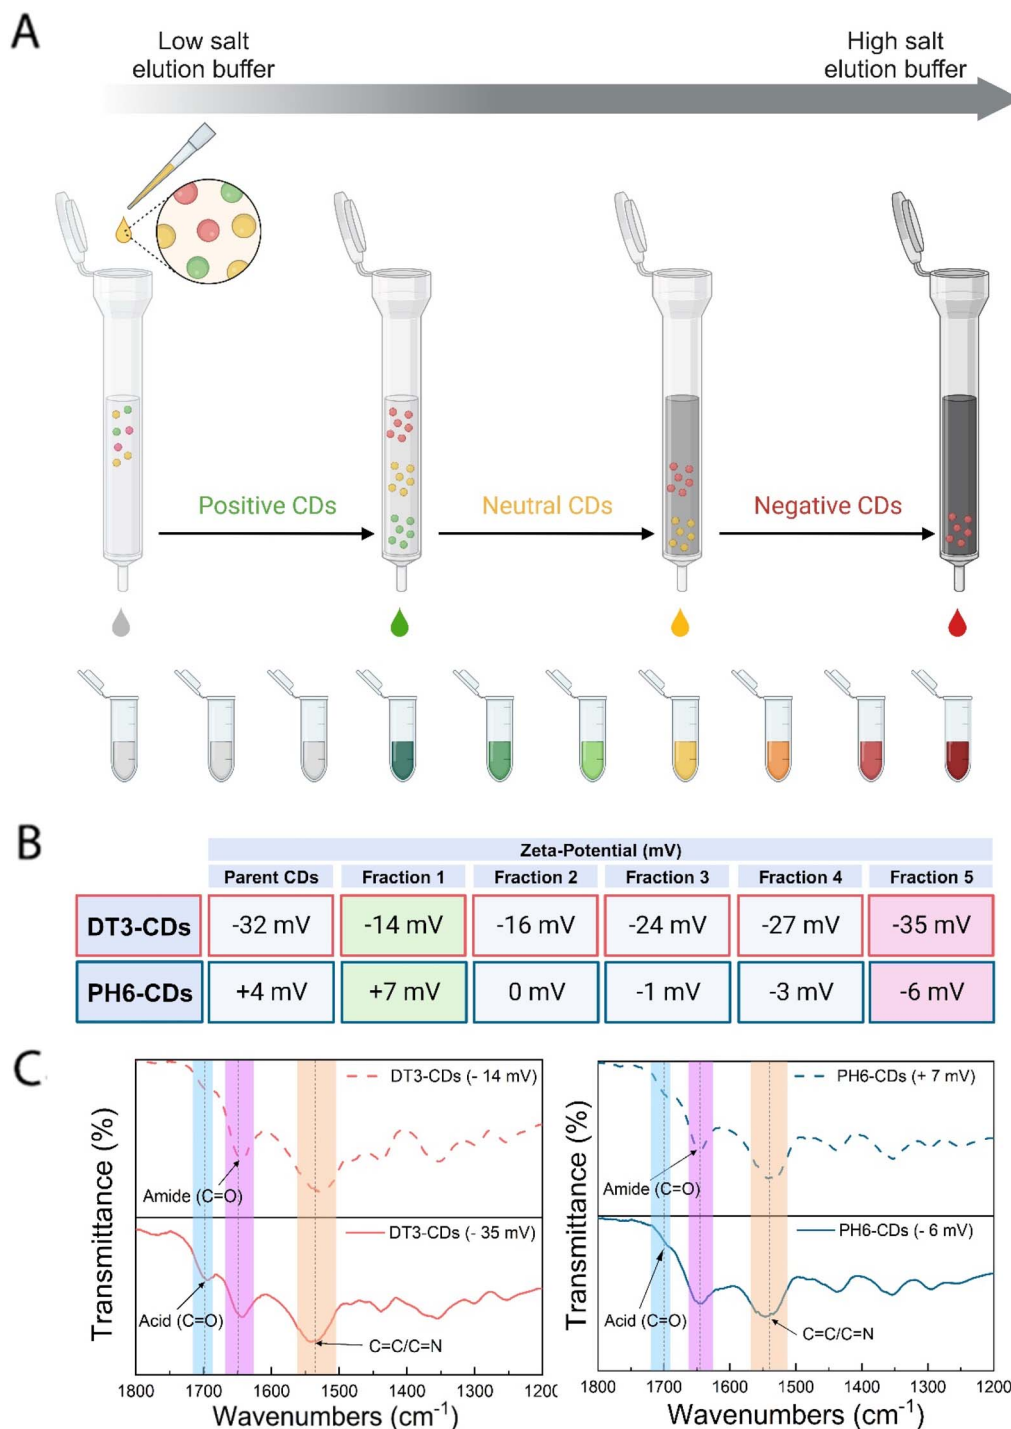 A
Low salt
elution buffer
High salt
elution buffer
Positive CDs
Neutral CDs
Negative CDs
B
Zeta-Potential (mV)
Parent CDs Fraction 1 Fraction 2 Fraction 3 Fraction 4 Fraction 5
DT3-CDs -32 mV -14 mV -16 mV -24 mV -27 mV -35 mV
PH6-CDs +4 mV +7 mV 0 mV -1 mV -3 mV -6 mV
C
Transmittance (%)
DT3-CDs (- 14 mV)
Amide (C=O)
DT3-CDs (- 35 mV)
Acid (C=O)
C=C/C=N
1800 1700 1600 1500 1400 1300 1200
Wavenumbers (cm-1)
Transmittance (%)
PH6-CDs (+ 7 mV)
Amide (C=O)
PH6-CDs (- 6 mV)
Acid (C=O)
C=C/C=N
1800 1700 1600 1500 1400 1300 1200
Wavenumbers (cm-1)